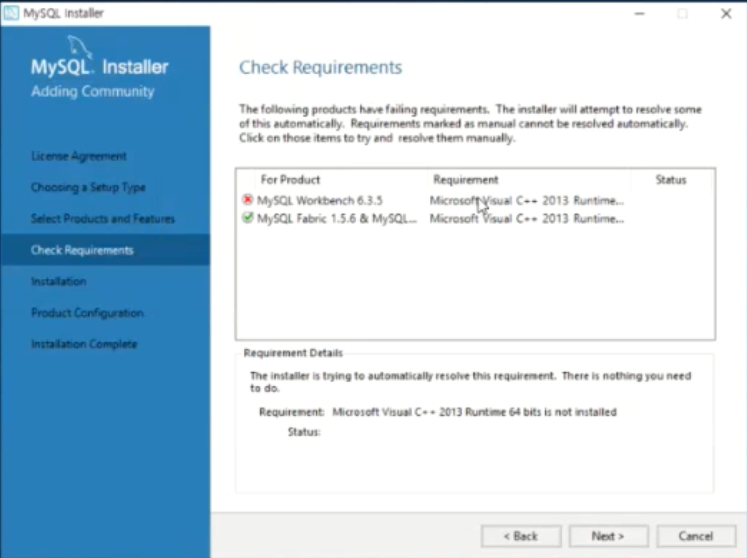 MySQL Installer
MySQL. Installer
Adding Community
License Agreement
Choosing a Setup Type
Select Products and Features
Check Requirements
Installation
Product Configuration
Installation Complete
Check Requirements
The following products have failing requirements. The installer will attempt to resolve some
of this automatically. Requirements marked as manual cannot be resolved automatically.
Click on those items to try and resolve them manually.
For Product Requirement Status
MySQL Workbench 6.3.5 Microsoft Visual C++ 2013 Runtime...
MySQL Fabric 1.5.6 & MySQL... Microsoft Visual C++ 2013 Runtime...
Requirement Details
The installer is trying to automatically resolve this requirement. There is nothing you need
to do.
Requirement: Microsoft Visual C++ 2013 Runtime 64 bits is not installed
Status:
< Back Next > Cancel